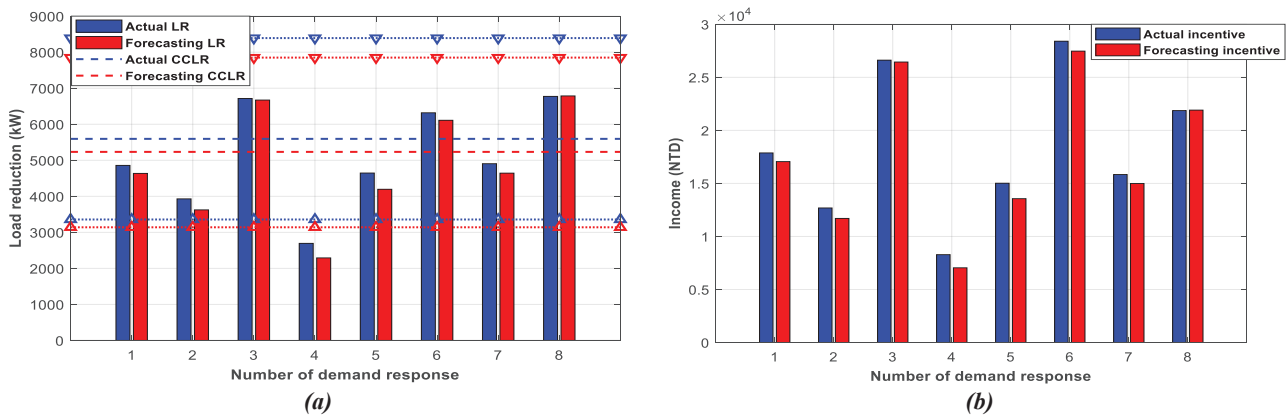 9000
8000
7000
6000
5000
4000
3000
2000
1000
0
Load reduction (kW)
Actual LR
Forecasting LR
Actual CCLR
Forecasting CCLR
1 2 3 4 5 6 7 8
Number of demand response
(a)
×10⁴
3
2.5
2
1.5
1
0.5
0
Income (NTD)
Actual incentive
Forecasting incentive
1 2 3 4 5 6 7 8
Number of demand response
(b)